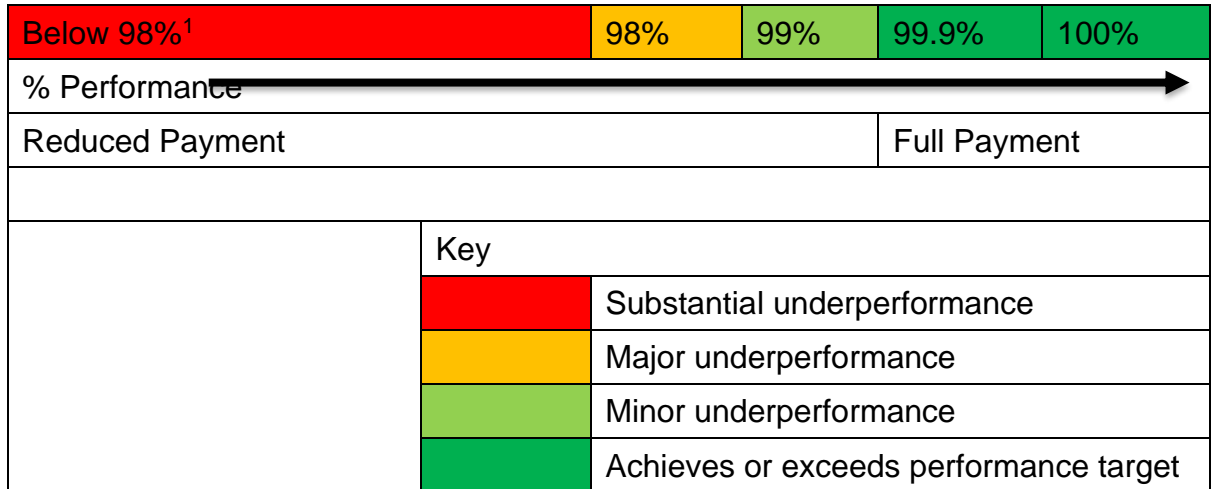 Below 98%¹ 98% 99% 99.9% 100%
% Performance
Reduced Payment Full Payment
Key
Substantial underperformance
Major underperformance
Minor underperformance
Achieves or exceeds performance target